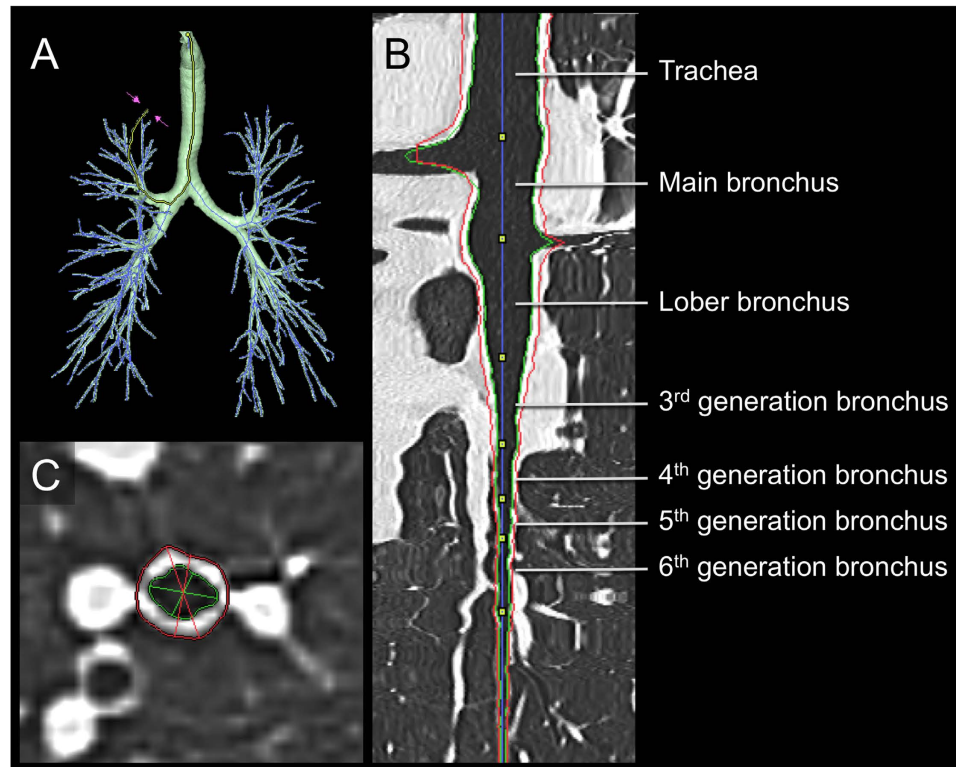 A
B
Trachea
Main bronchus
Lober bronchus
3rd generation bronchus
4th generation bronchus
5th generation bronchus
6th generation bronchus
C